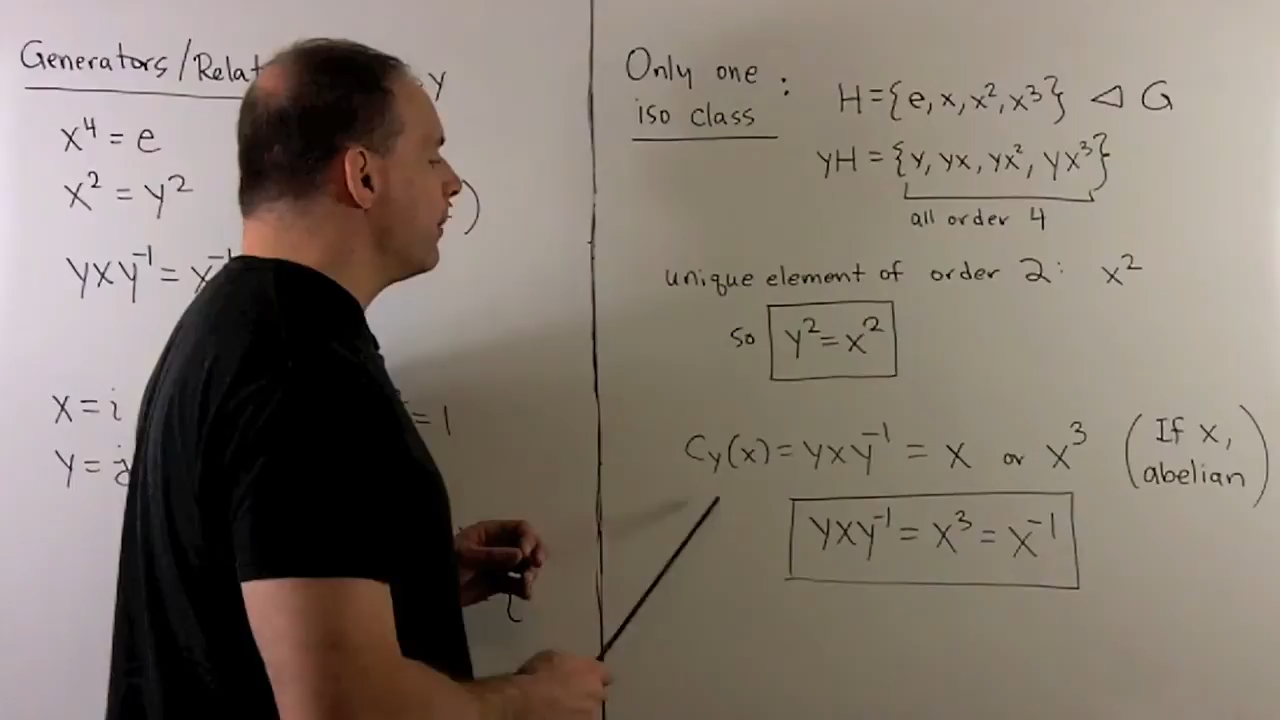 Generators/Relat Y
x⁴ = e
x² = y² )
yxy⁻¹ = x⁻¹
x = i = 1
y = j
Only one
iso class :
H = {e, x, x², x³} ◁ G
yH = {y, yx, yx², yx³}
all order 4
unique element of order 2: x²
so y² = x²
Cy(x) = yxy⁻¹ = x or x³ (If x, abelian)
yxy⁻¹ = x³ = x⁻¹